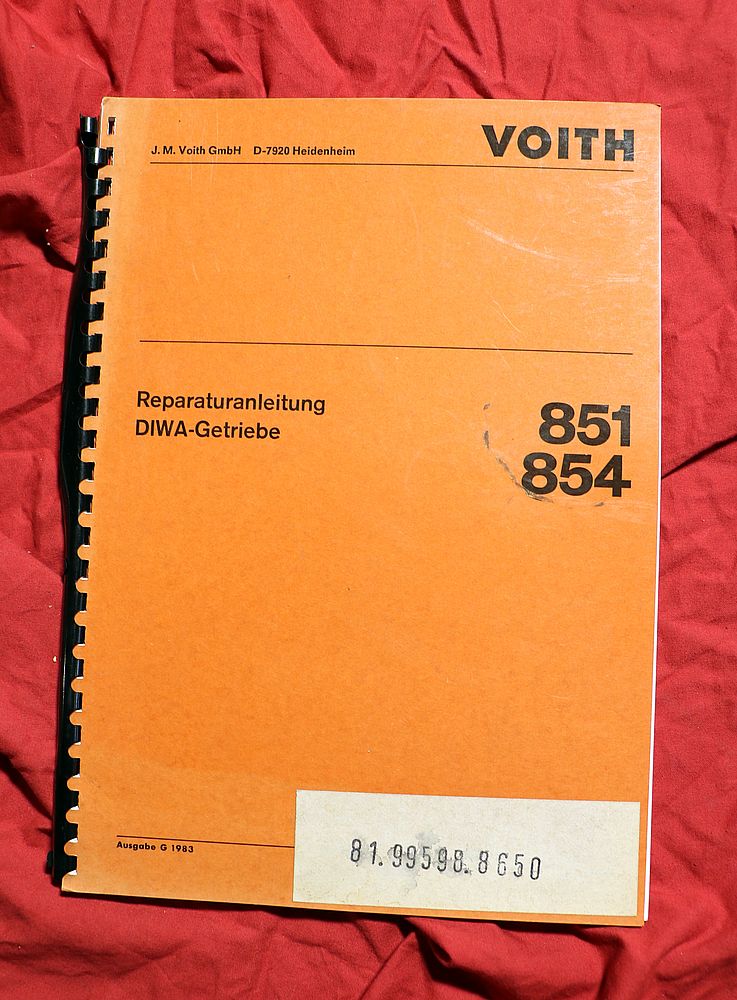 J. M. Voith GmbH D-7920 Heidenheim
VOITH
Reparaturanleitung
DIWA-Getriebe
851
854
Ausgabe G 1983
81.99598.8650